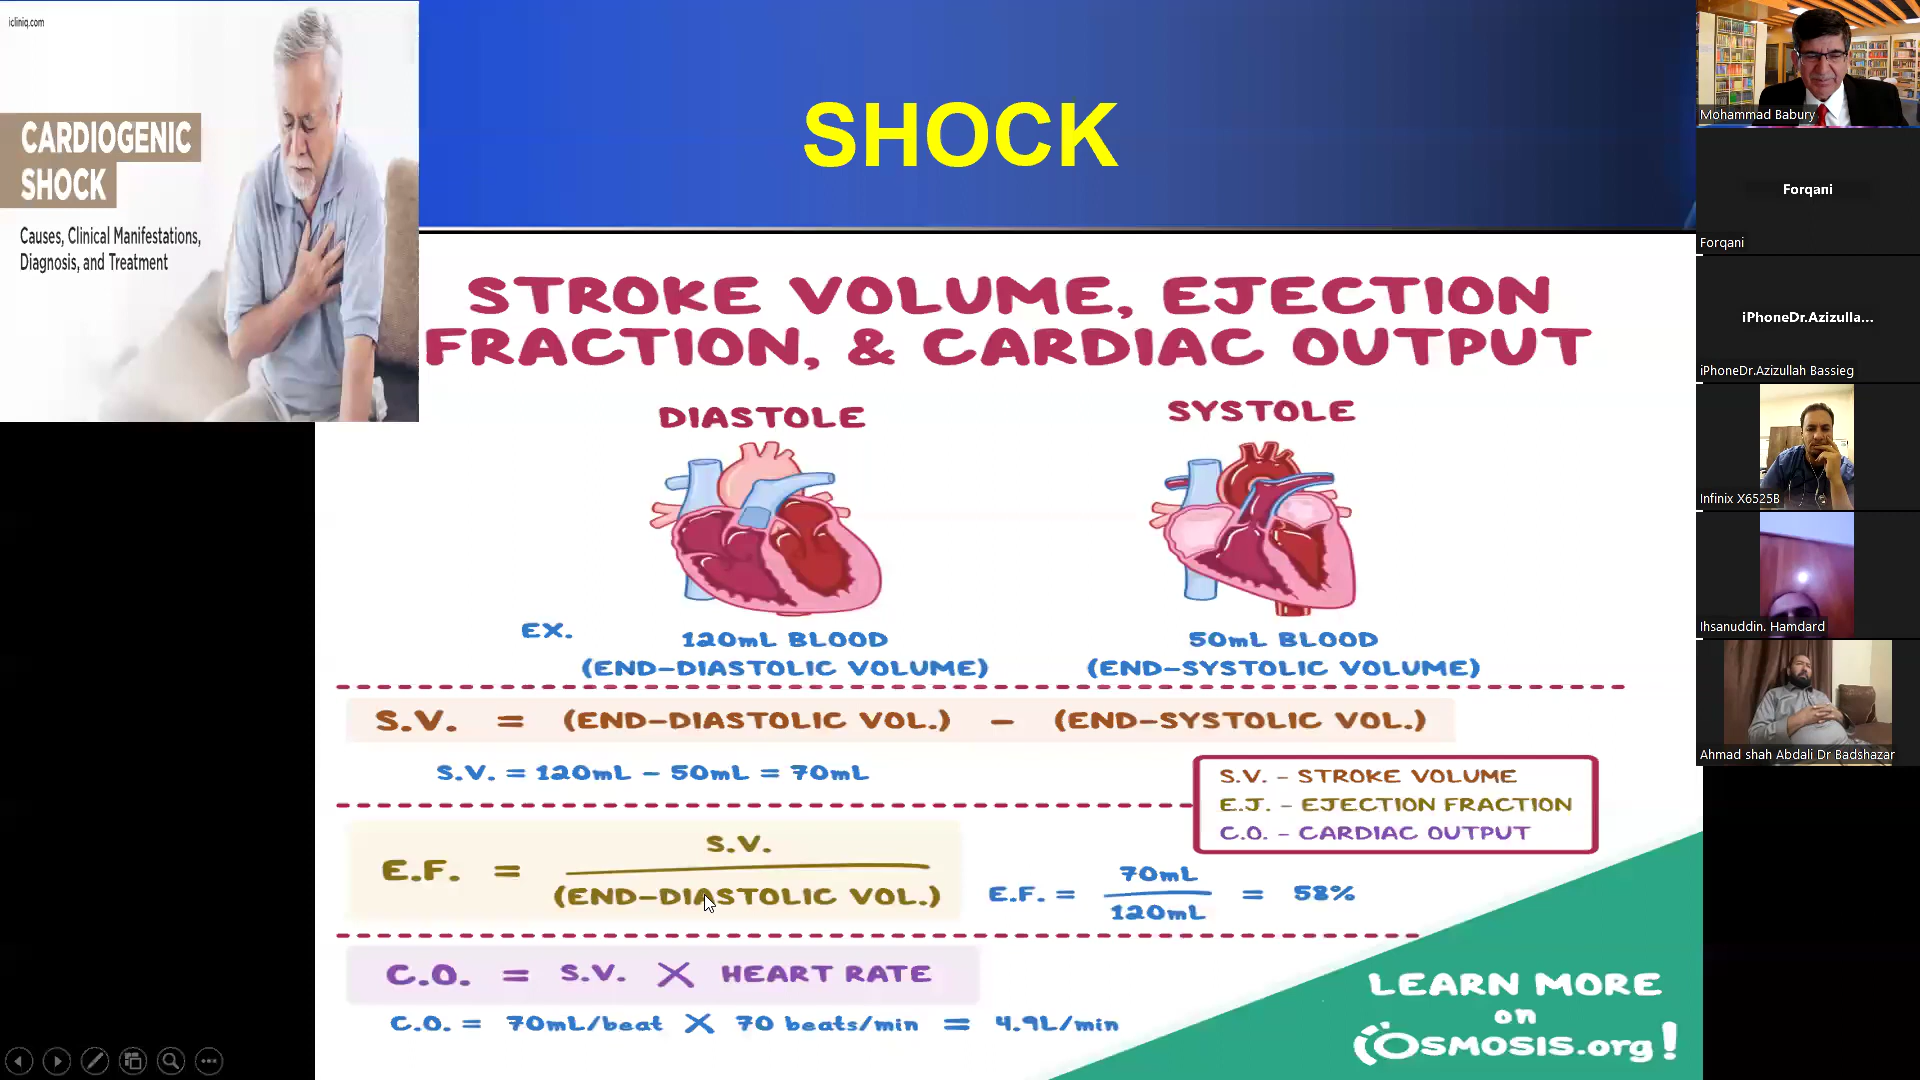 icliniq.com
CARDIOGENIC
SHOCK
Causes, Clinical Manifestations,
Diagnosis, and Treatment
SHOCK
STROKE VOLUME, EJECTION
FRACTION, & CARDIAC OUTPUT
DIASTOLE
SYSTOLE
EX.
120mL BLOOD
(END-DIASTOLIC VOLUME)
50mL BLOOD
(END-SYSTOLIC VOLUME)
S.V. = (END-DIASTOLIC VOL.) - (END-SYSTOLIC VOL.)
S.V. = 120mL - 50mL = 70mL
S.V. - STROKE VOLUME
E.J. - EJECTION FRACTION
C.O. - CARDIAC OUTPUT
E.F. = S.V.
(END-DIASTOLIC VOL.)
E.F. = 70mL
120mL
= 58%
C.O. = S.V. X HEART RATE
C.O. = 70mL/beat X 70 beats/min = 4.9L/min
LEARN MORE
on
OSMOSIS.org!
Mohammad Babury
Forqani
Forqani
iPhoneDr.Azizulla...
iPhoneDr.Azizullah Bassieg
Infinix X6525B
Ihsanuddin. Hamdard
Ahmad shah Abdali Dr Badshazar